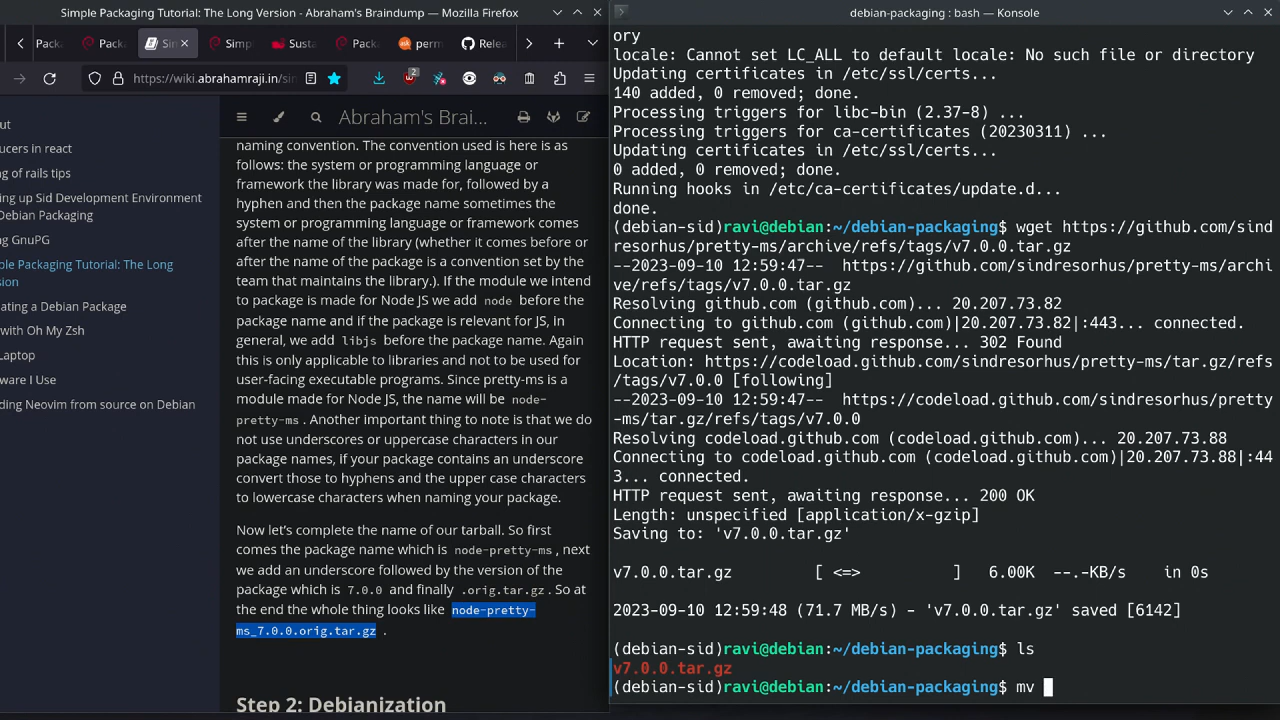 Simple Packaging Tutorial: The Long Version - Abraham's Braindump — Mozilla Firefox
Pack
Pack
Sim
Simpl
Susta
Pack
perm
Relea
https://wiki.abrahamraji.in/sim
2
Abraham's Brai...
ut
ucers in react
ng of rails tips
ing up Sid Development Environment
Debian Packaging
ng GnuPG
ple Packaging Tutorial: The Long
sion
ating a Debian Package
with Oh My Zsh
Laptop
ware I Use
ding Neovim from source on Debian
naming convention. The convention used is here is as
follows: the system or programming language or
framework the library was made for, followed by a
hyphen and then the package name sometimes the
system or programming language or framework comes
after the name of the library (whether it comes before or
after the name of the package is a convention set by the
team that maintains the library.). If the module we intend
to package is made for Node JS we add node before the
package name and if the package is relevant for JS, in
general, we add libjs before the package name. Again
this is only applicable to libraries and not to be used for
user-facing executable programs. Since pretty-ms is a
module made for Node JS, the name will be node-
pretty-ms . Another important thing to note is that we do
not use underscores or uppercase characters in our
package names, if your package contains an underscore
convert those to hyphens and the upper case characters
to lowercase characters when naming your package.
Now let's complete the name of our tarball. So first
comes the package name which is node-pretty-ms , next
we add an underscore followed by the version of the
package which is 7.0.0 and finally .orig.tar.gz . So at
the end the whole thing looks like node-pretty-
ms_7.0.0.orig.tar.gz .
Step 2: Debianization
debian-packaging : bash — Konsole
ory
locale: Cannot set LC_ALL to default locale: No such file or directory
Updating certificates in /etc/ssl/certs...
140 added, 0 removed; done.
Processing triggers for libc-bin (2.37-8) ...
Processing triggers for ca-certificates (20230311) ...
Updating certificates in /etc/ssl/certs...
0 added, 0 removed; done.
Running hooks in /etc/ca-certificates/update.d...
done.
(debian-sid)ravi@debian:~/debian-packaging$ wget https://github.com/sind
resorhus/pretty-ms/archive/refs/tags/v7.0.0.tar.gz
--2023-09-10 12:59:47--  https://github.com/sindresorhus/pretty-ms/archi
ve/refs/tags/v7.0.0.tar.gz
Resolving github.com (github.com)... 20.207.73.82
Connecting to github.com (github.com)|20.207.73.82|:443... connected.
HTTP request sent, awaiting response... 302 Found
Location: https://codeload.github.com/sindresorhus/pretty-ms/tar.gz/refs
/tags/v7.0.0 [following]
--2023-09-10 12:59:47--  https://codeload.github.com/sindresorhus/pretty
-ms/tar.gz/refs/tags/v7.0.0
Resolving codeload.github.com (codeload.github.com)... 20.207.73.88
Connecting to codeload.github.com (codeload.github.com)|20.207.73.88|:44
3... connected.
HTTP request sent, awaiting response... 200 OK
Length: unspecified [application/x-gzip]
Saving to: 'v7.0.0.tar.gz'
v7.0.0.tar.gz          [ <=>            ]   6.00K  --.-KB/s    in 0s
2023-09-10 12:59:48 (71.7 MB/s) - 'v7.0.0.tar.gz' saved [6142]
(debian-sid)ravi@debian:~/debian-packaging$ ls
v7.0.0.tar.gz
(debian-sid)ravi@debian:~/debian-packaging$ mv